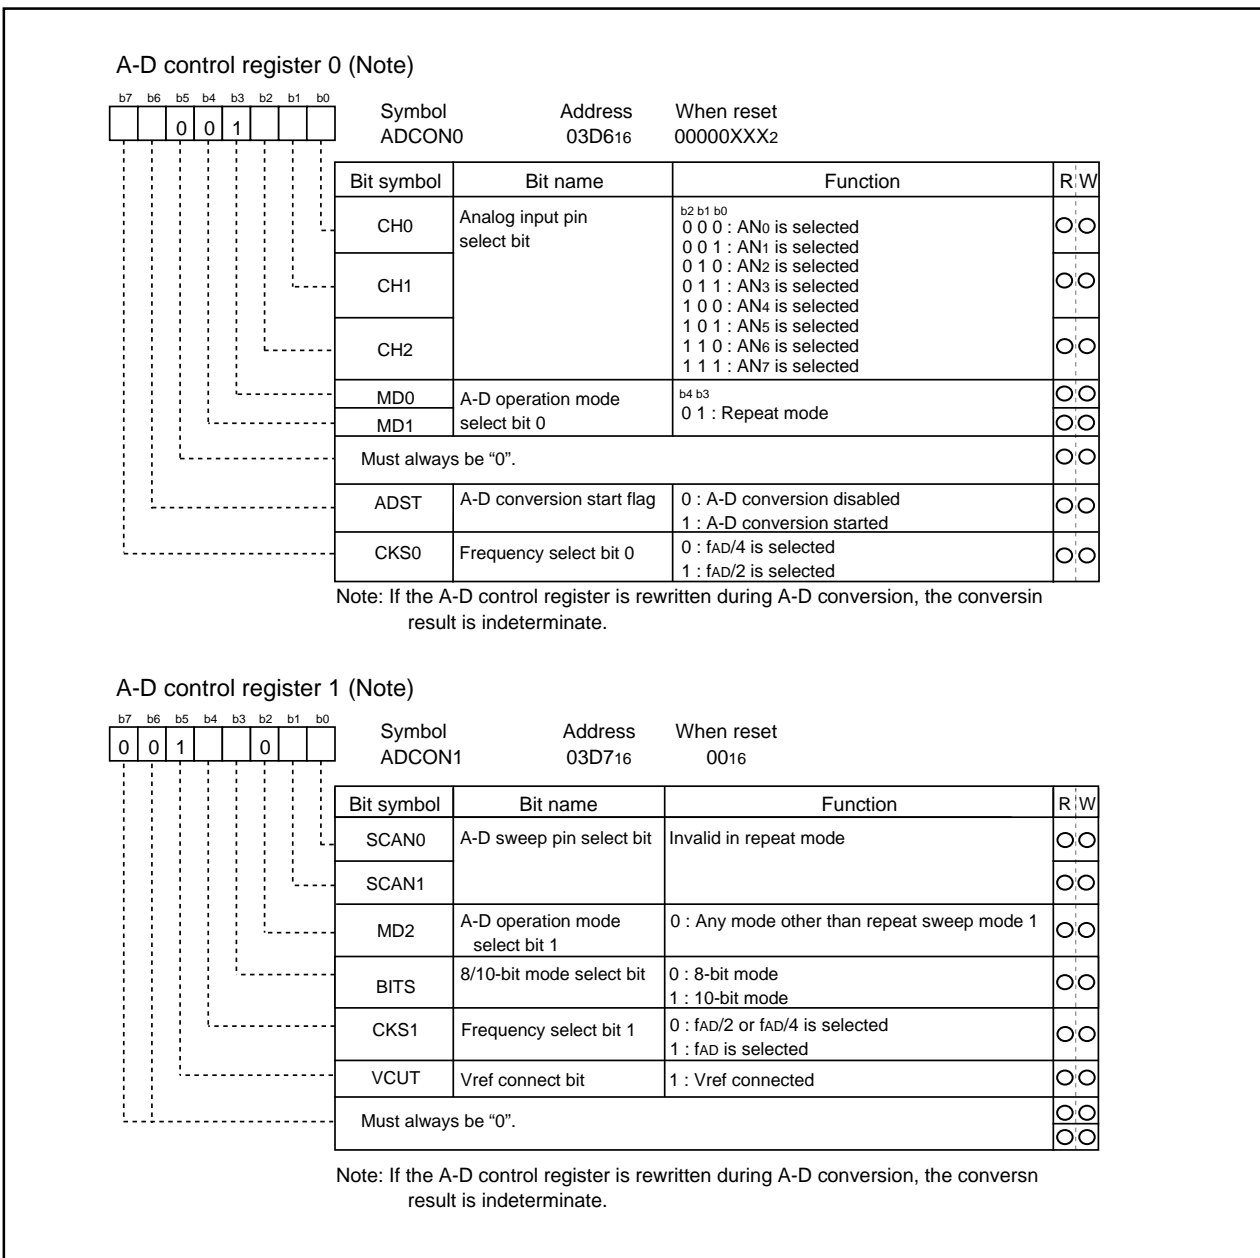 A-D control register 0 (Note)
b7 b6 b5 b4 b3 b2 b1 b0
0 0 1
Symbol Address When reset
ADCON0 03D616 00000XXX2
Bit symbol Bit name Function R W
CH0 Analog input pin
select bit
b2 b1 b0
0 0 0 : AN0 is selected
0 0 1 : AN1 is selected
0 1 0 : AN2 is selected
CH1 0 1 1 : AN3 is selected
1 0 0 : AN4 is selected
1 0 1 : AN5 is selected
CH2 1 1 0 : AN6 is selected
1 1 1 : AN7 is selected
MD0 A-D operation mode
select bit 0
b4 b3
0 1 : Repeat mode
MD1
Must always be “0”.
ADST A-D conversion start flag 0 : A-D conversion disabled
1 : A-D conversion started
CKS0 Frequency select bit 0 0 : fAD/4 is selected
1 : fAD/2 is selected
Note: If the A-D control register is rewritten during A-D conversion, the conversin
result is indeterminate.
A-D control register 1 (Note)
b7 b6 b5 b4 b3 b2 b1 b0
0 0 1 0
Symbol Address When reset
ADCON1 03D716 0016
Bit symbol Bit name Function R W
SCAN0 A-D sweep pin select bit Invalid in repeat mode
SCAN1
MD2 A-D operation mode
select bit 1
0 : Any mode other than repeat sweep mode 1
BITS 8/10-bit mode select bit 0 : 8-bit mode
1 : 10-bit mode
CKS1 Frequency select bit 1 0 : fAD/2 or fAD/4 is selected
1 : fAD is selected
VCUT Vref connect bit 1 : Vref connected
Must always be “0”.
Note: If the A-D control register is rewritten during A-D conversion, the conversn
result is indeterminate.